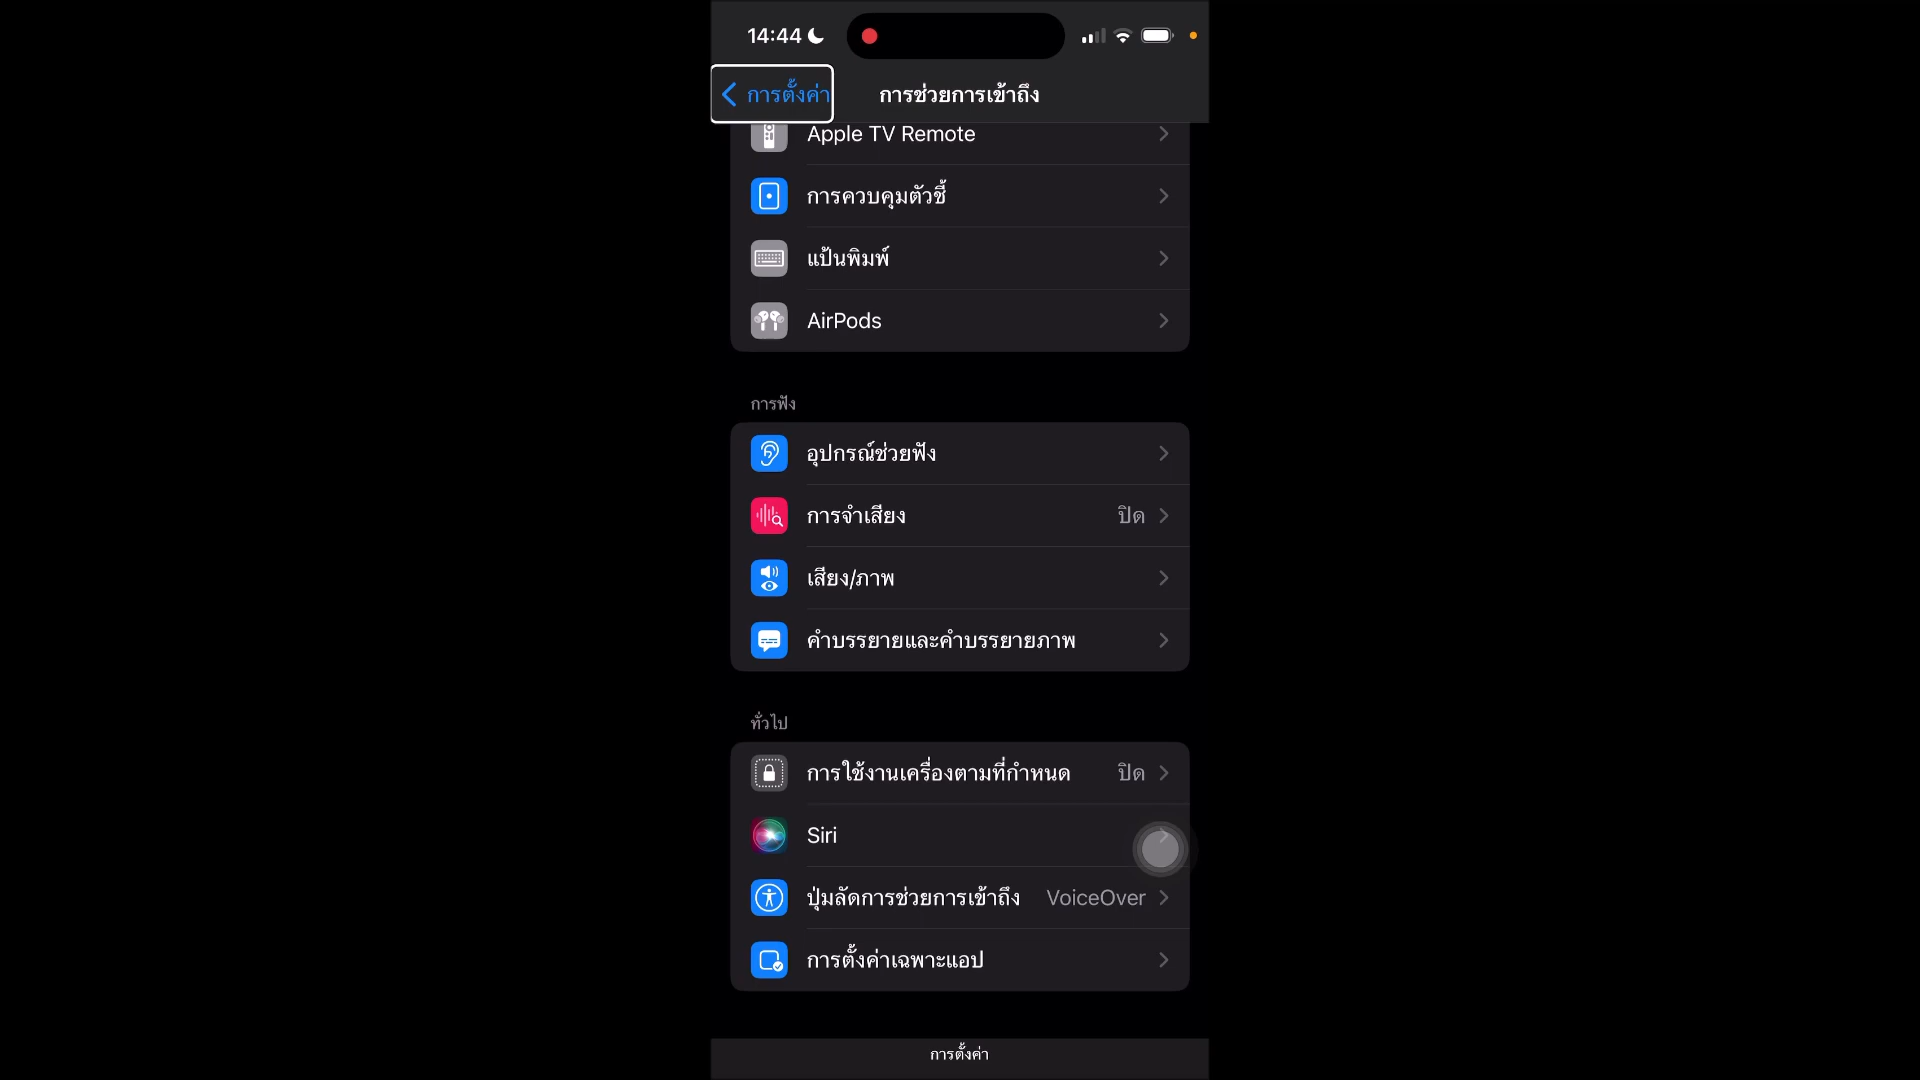 14:44
การตั้งค่า
การช่วยการเข้าถึง
Apple TV Remote
การควบคุมตัวชี้
แป้นพิมพ์
AirPods
การฟัง
อุปกรณ์ช่วยฟัง
การจำเสียง ปิด
เสียง/ภาพ
คำบรรยายและคำบรรยายภาพ
ทั่วไป
การใช้งานเครื่องตามที่กำหนด ปิด
Siri
ปุ่มลัดการช่วยการเข้าถึง VoiceOver
การตั้งค่าเฉพาะแอป
การตั้งค่า